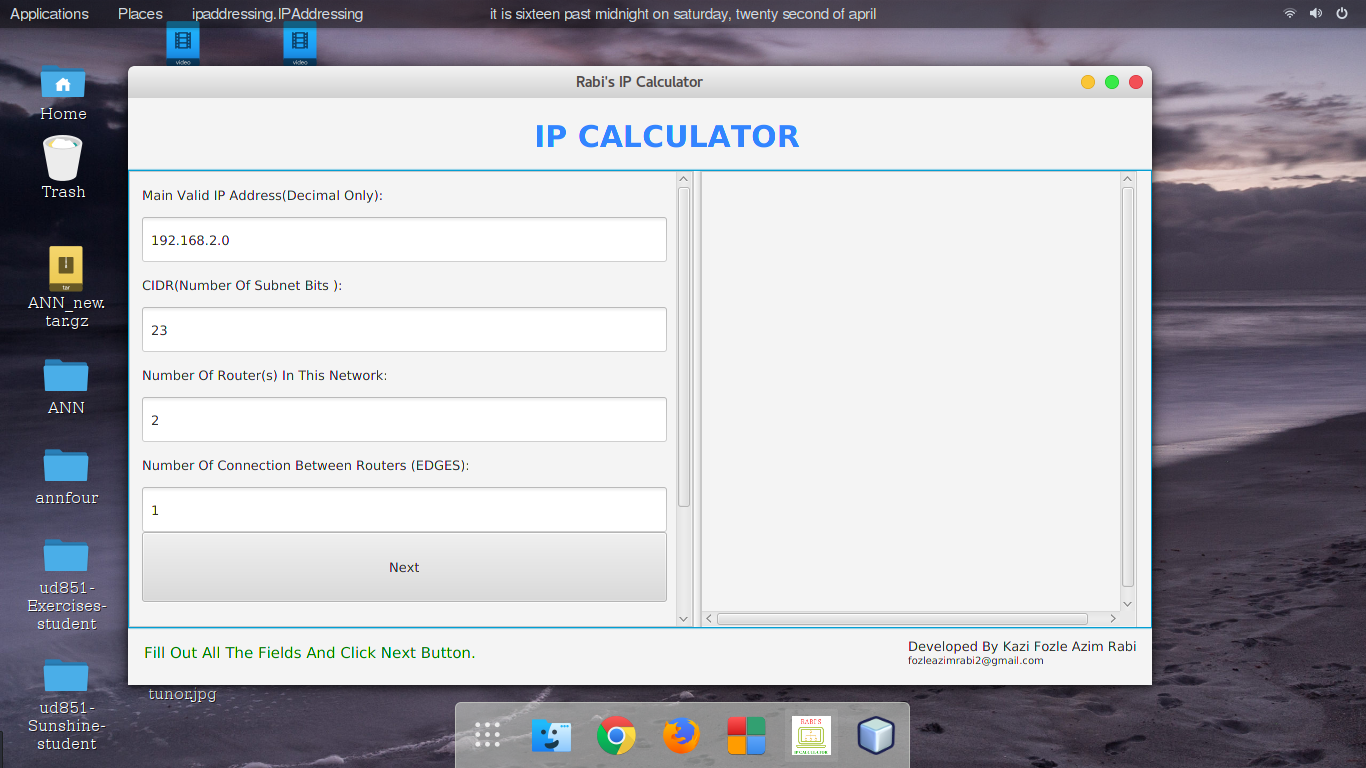 Applications Places ipaddressing.IPAddressing it is sixteen past midnight on saturday, twenty second of april
video video
Home
Trash
tar
ANN_new.
tar.gz
ANN
annfour
ud851-
Exercises-
student
ud851-
Sunshine-
student
Rabi's IP Calculator
IP CALCULATOR
Main Valid IP Address(Decimal Only):
192.168.2.0
CIDR(Number Of Subnet Bits ):
23
Number Of Router(s) In This Network:
2
Number Of Connection Between Routers (EDGES):
1
Next
Fill Out All The Fields And Click Next Button.
Developed By Kazi Fozle Azim Rabi
fozleazimrabi2@gmail.com
tunor.jpg
RABI'S
IP CALCULATOR